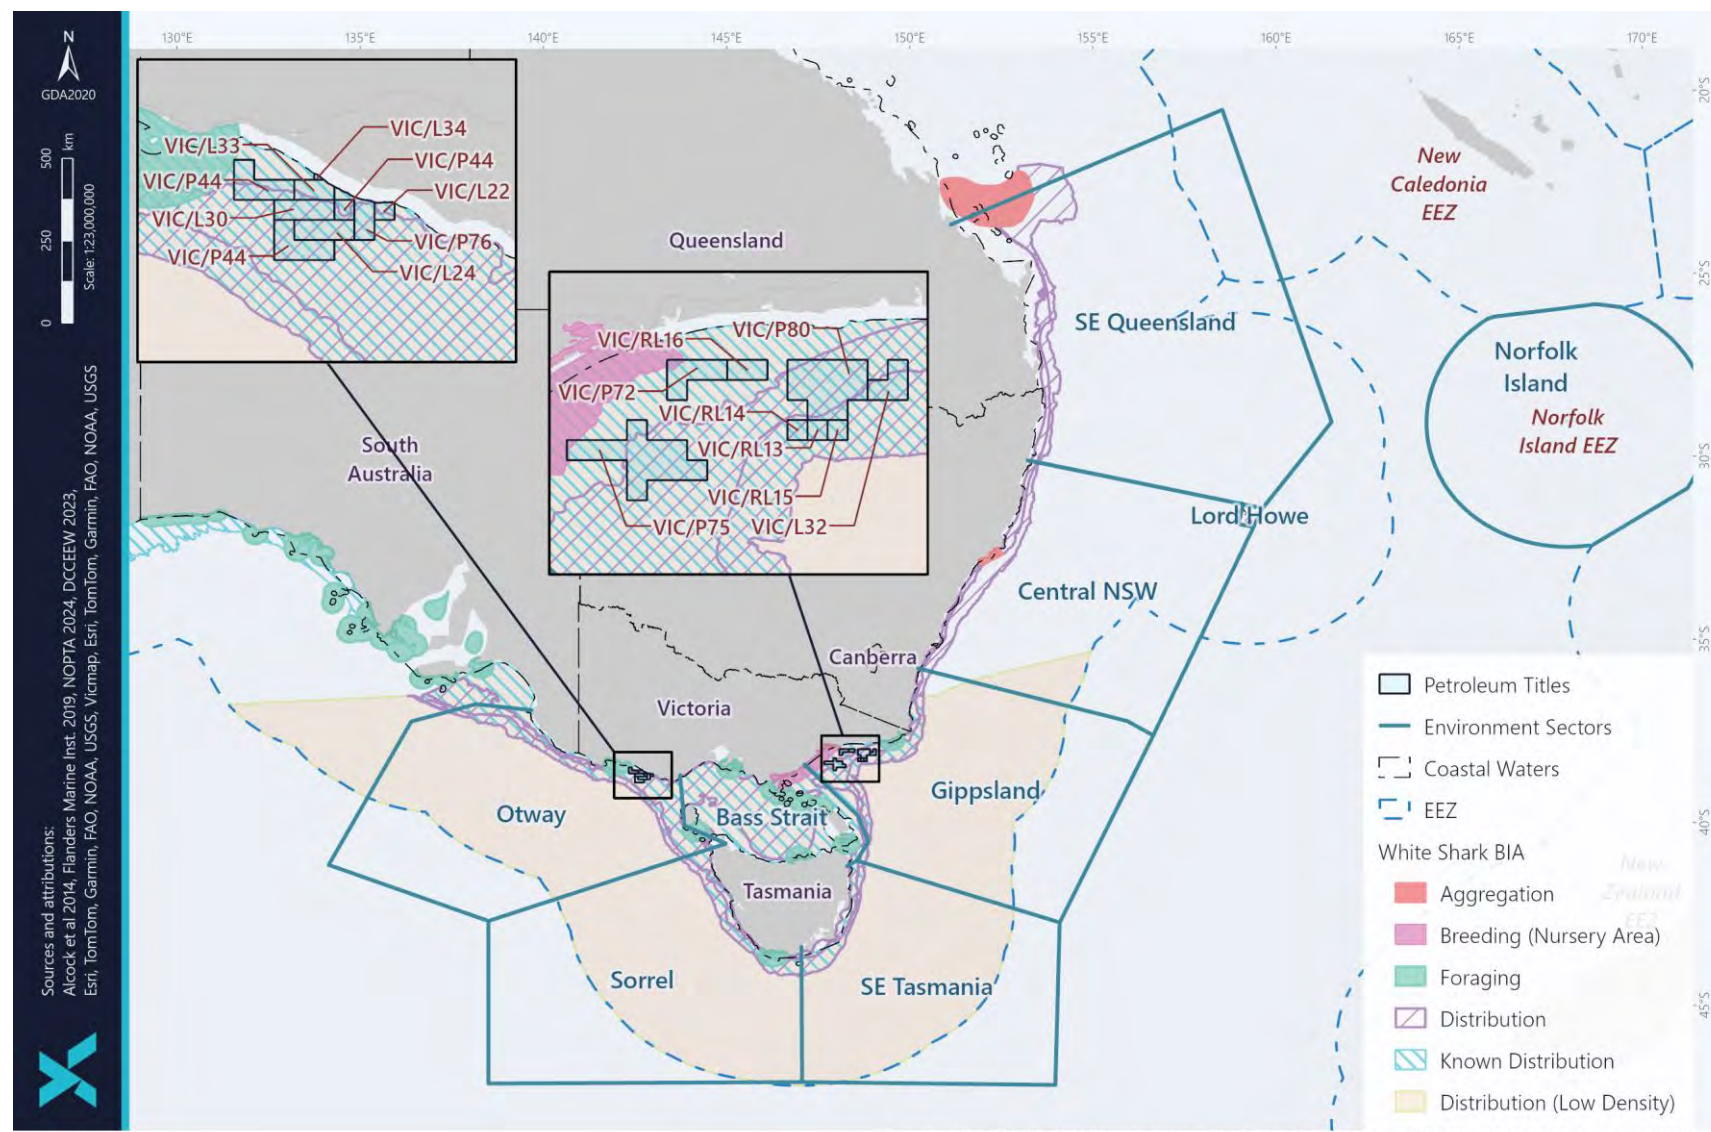 130°E
135°E
140°E
145°E
150°E
155°E
160°E
165°E
170°E
20°S
25°S
30°S
35°S
40°S
45°S
N
GDA2020
500
km
250
0
Scale: 1:23,000,000
Sources and attributions:
Alcock et al 2014, Flanders Marine Inst. 2019, NOPTA 2024, DCCEEW 2023,
Esri, TomTom, Garmin, FAO, NOAA, USGS, Vicmap, Esri, TomTom, Garmin, FAO, NOAA, USGS
VIC/L34
VIC/L33
VIC/P44
VIC/P44
VIC/L22
VIC/L30
VIC/P76
VIC/P44
VIC/L24
VIC/P80
VIC/RL16
VIC/P72
VIC/RL14
VIC/RL13
VIC/RL15
VIC/P75
VIC/L32
Queensland
South
Australia
Canberra
Victoria
Tasmania
New
Caledonia
EEZ
SE Queensland
Norfolk
Island
Norfolk
Island EEZ
Lord Howe
Central NSW
Gippsland
Otway
Bass Strait
Sorrel
SE Tasmania
Petroleum Titles
Environment Sectors
Coastal Waters
EEZ
White Shark BIA
New
Zealand
EEZ
Aggregation
Breeding (Nursery Area)
Foraging
Distribution
Known Distribution
Distribution (Low Density)